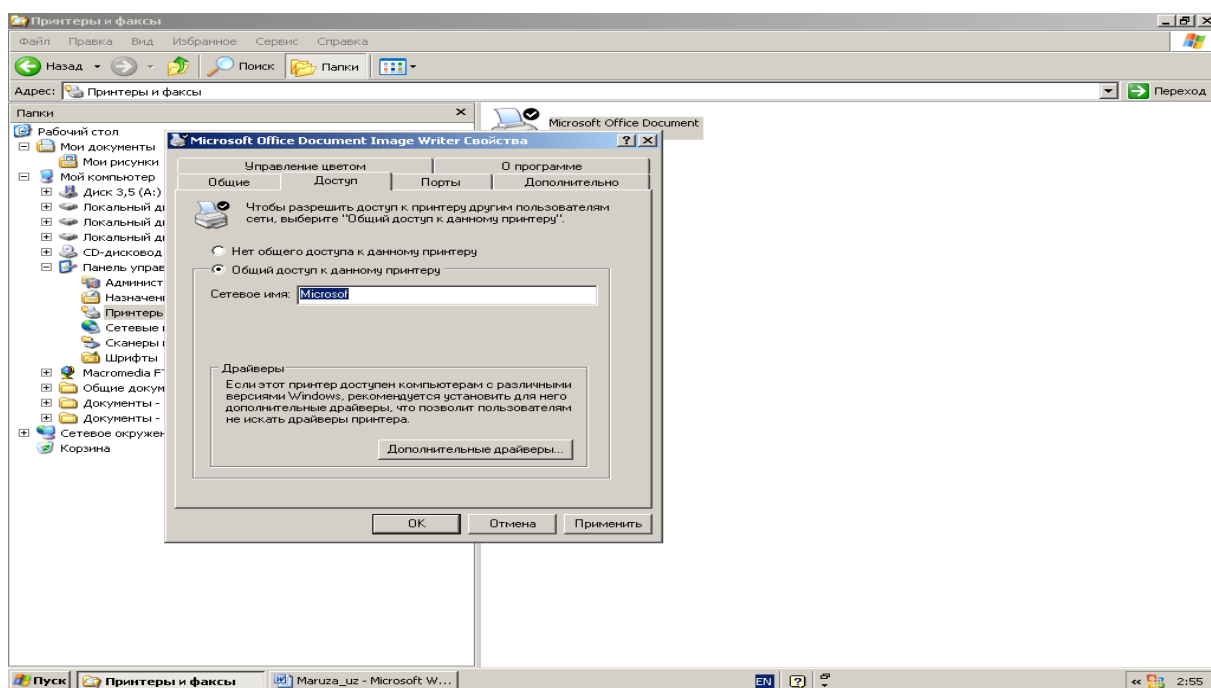 Принтеры и факсы
Файл Правка Вид Избранное Сервис Справка
Назад Поиск Папки
Адрес: Принтеры и факсы Переход
Папки
Рабочий стол
Мои документы
Мои рисунки
Мой компьютер
Диск 3,5 (A:)
Локальный ди
Локальный ди
Локальный ди
CD-дисковод
Панель управ
Админист
Назначени
Принтеры
Сетевые
Сканеры и
Шрифты
Macromedia F
Общие докум
Документы -
Документы -
Сетевое окружен
Корзина
Microsoft Office Document
Microsoft Office Document Image Writer Свойства
Управление цветом О программе
Общие Доступ Порты Дополнительно
Чтобы разрешить доступ к принтеру другим пользователям
сети, выберите "Общий доступ к данному принтеру".
Нет общего доступа к данному принтеру
Общий доступ к данному принтеру
Сетевое имя: Microsof
Драйверы
Если этот принтер доступен компьютерам с различными
версиями Windows, рекомендуется установить для него
дополнительные драйверы, что позволит пользователям
не искать драйверы принтера.
Дополнительные драйверы...
OK Отмена Применить
Пуск Принтеры и факсы Maruza_uz - Microsoft W... EN 2:55